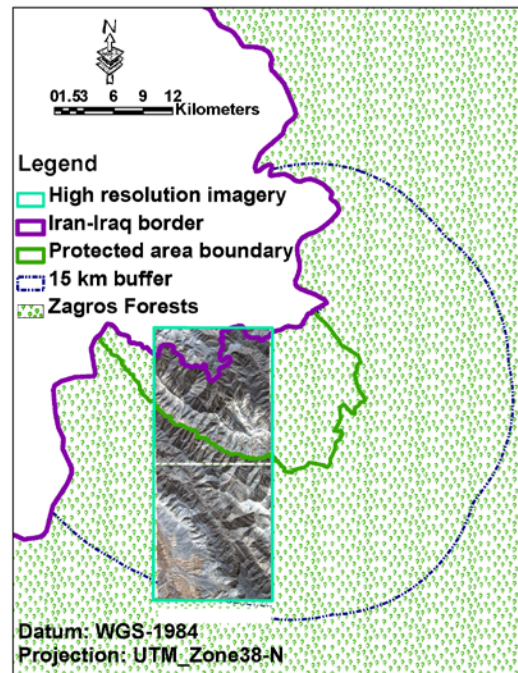 N
01.53 6 9 12
Kilometers
Legend
High resolution imagery
Iran-Iraq border
Protected area boundary
15 km buffer
Zagros Forests
Datum: WGS-1984
Projection: UTM_Zone38-N